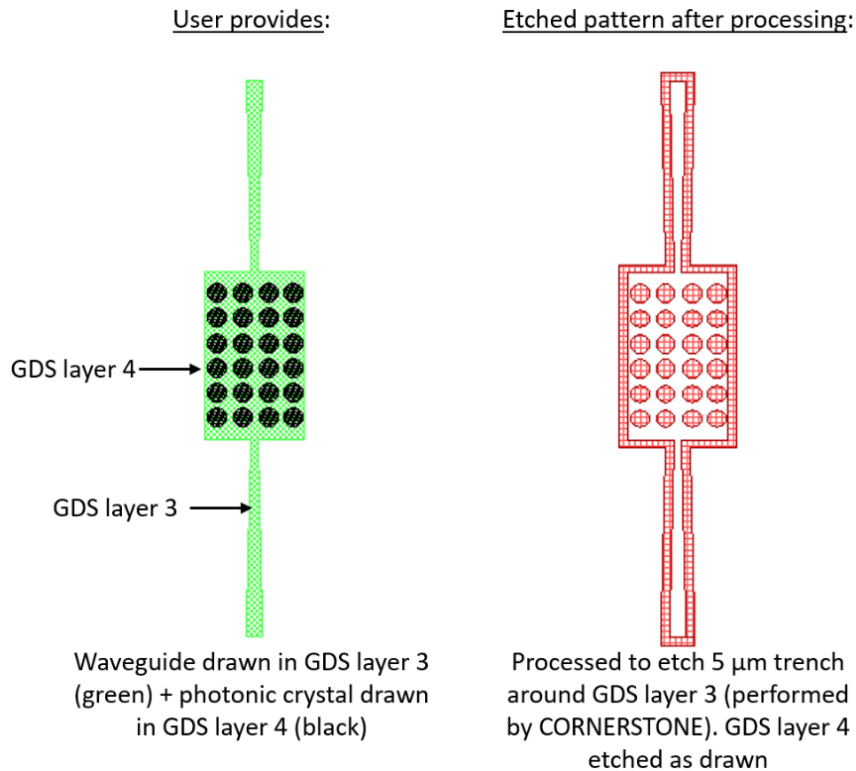 User provides:
Etched pattern after processing:
GDS layer 4
GDS layer 3
Waveguide drawn in GDS layer 3
(green) + photonic crystal drawn
in GDS layer 4 (black)
Processed to etch 5 µm trench
around GDS layer 3 (performed
by CORNERSTONE). GDS layer 4
etched as drawn